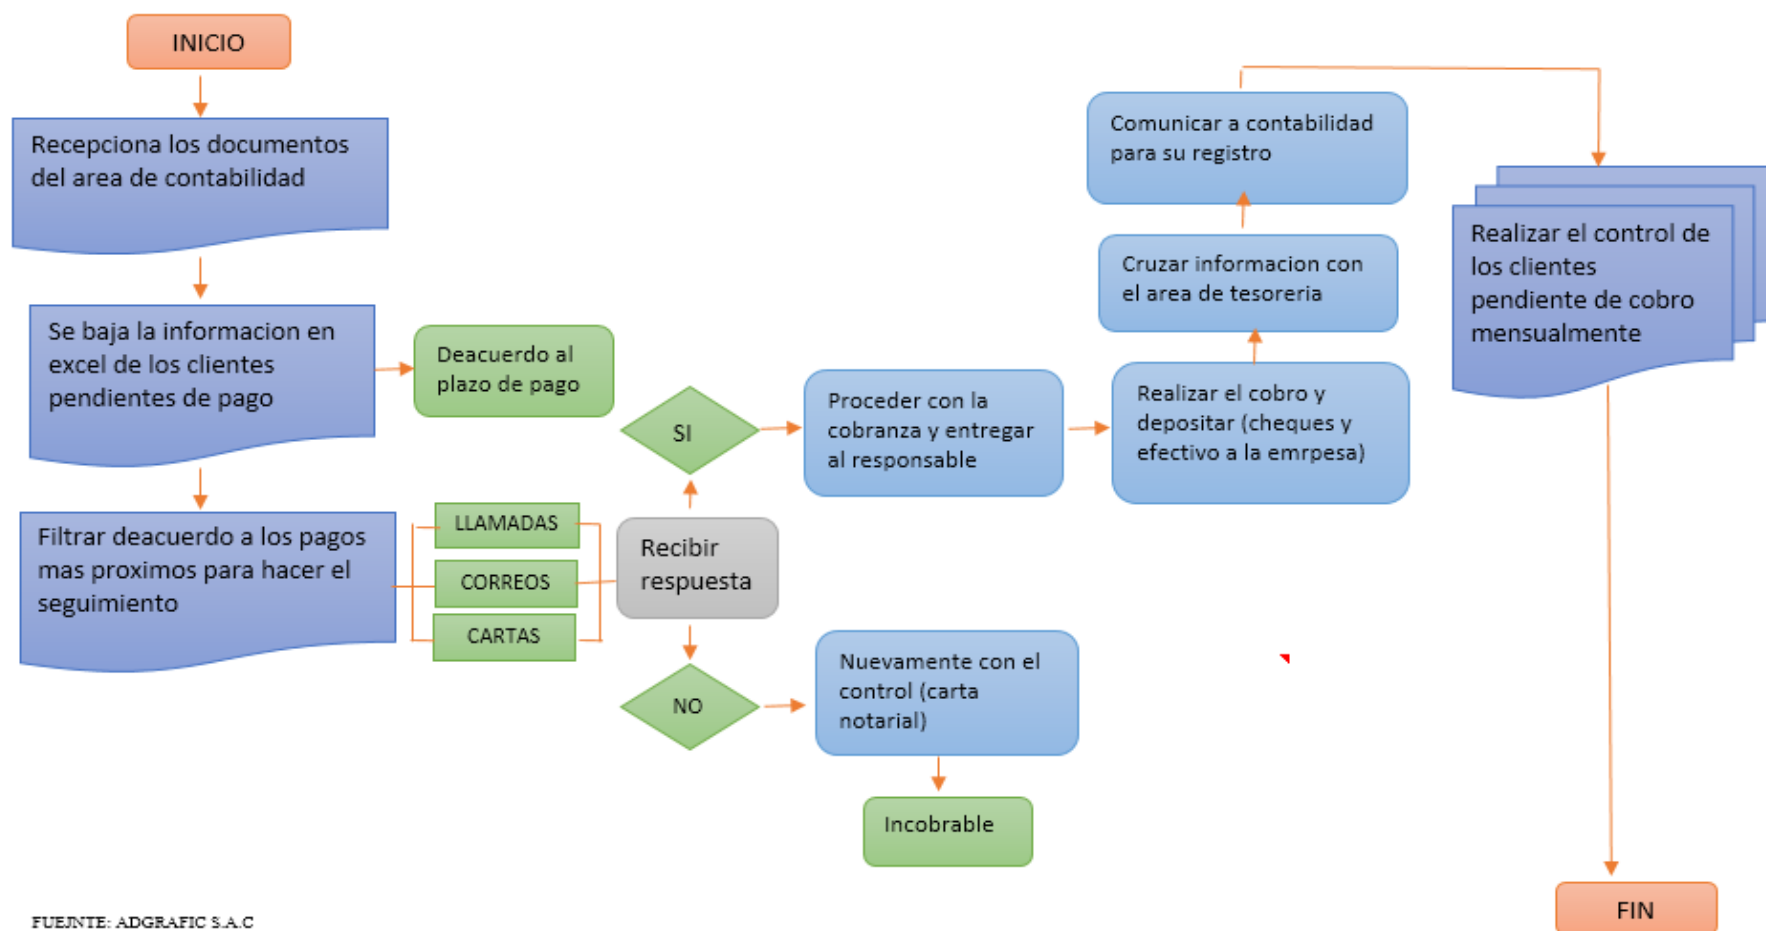 INICIO
Recepciona los documentos
del area de contabilidad
Se baja la informacion en
excel de los clientes
pendientes de pago
Deacuerdo al
plazo de pago
Filtrar deacuerdo a los pagos
mas proximos para hacer el
seguimiento
LLAMADAS
CORREOS
CARTAS
Recibir
respuesta
SI
Proceder con la
cobranza y entregar
al responsable
Realizar el cobro y
depositar (cheques y
efectivo a la emrpesa)
Cruzar informacion con
el area de tesoreria
Comunicar a contabilidad
para su registro
Realizar el control de
los clientes
pendiente de cobro
mensualmente
NO
Nuevamente con el
control (carta
notarial)
Incobrable
FIN
FUEJNTE: ADGRAFIC S.A.C